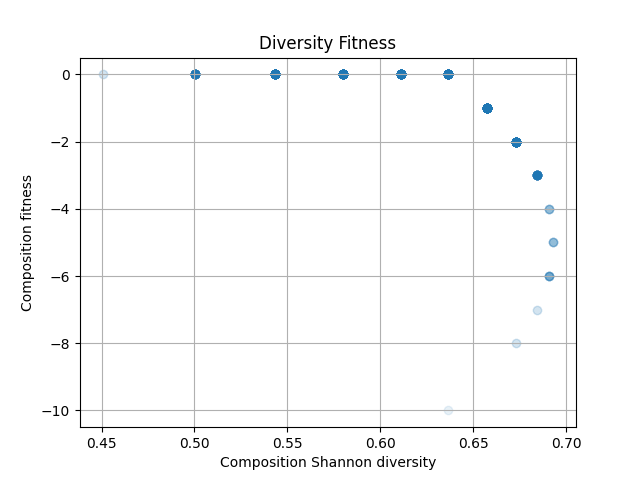 Diversity Fitness
0
−2
−4
−6
−8
−10
Composition fitness
0.45 0.50 0.55 0.60 0.65 0.70
Composition Shannon diversity